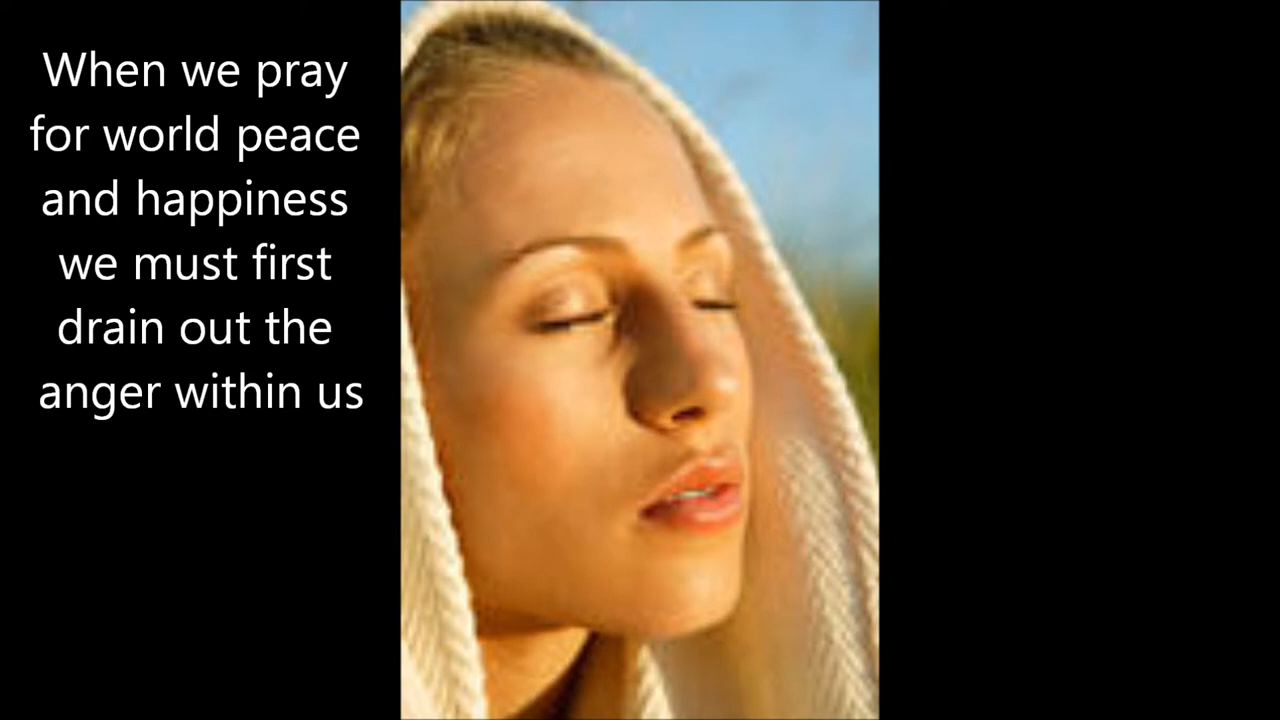 When we pray
for world peace
and happiness
we must first
drain out the
anger within us